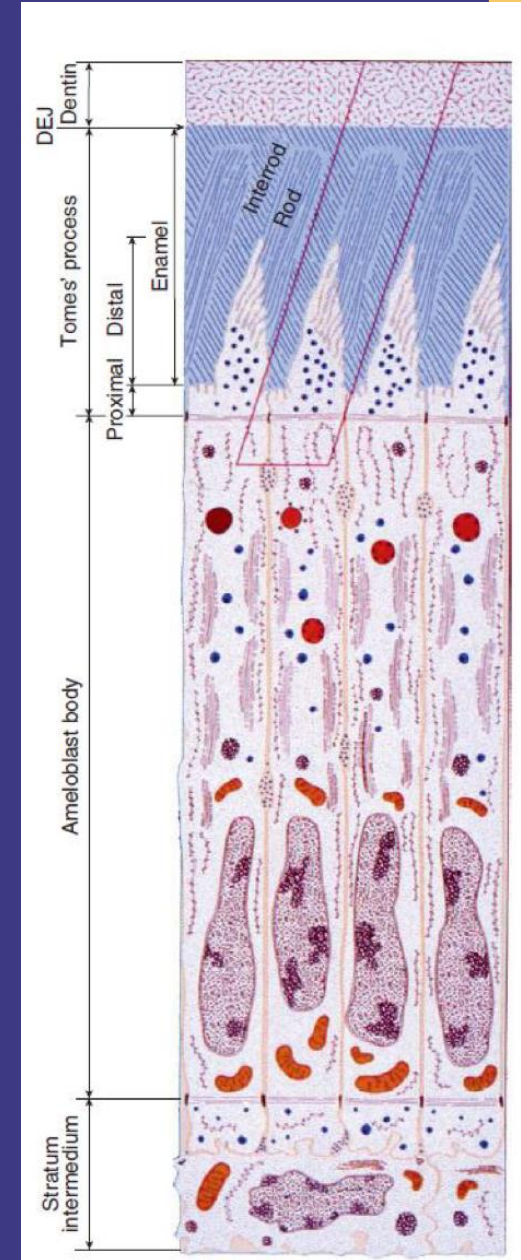 DEJ
Dentin
Tomes' process
Proximal
Distal
Enamel
Interrod
Rod
Ameloblast body
Stratum
intermedium